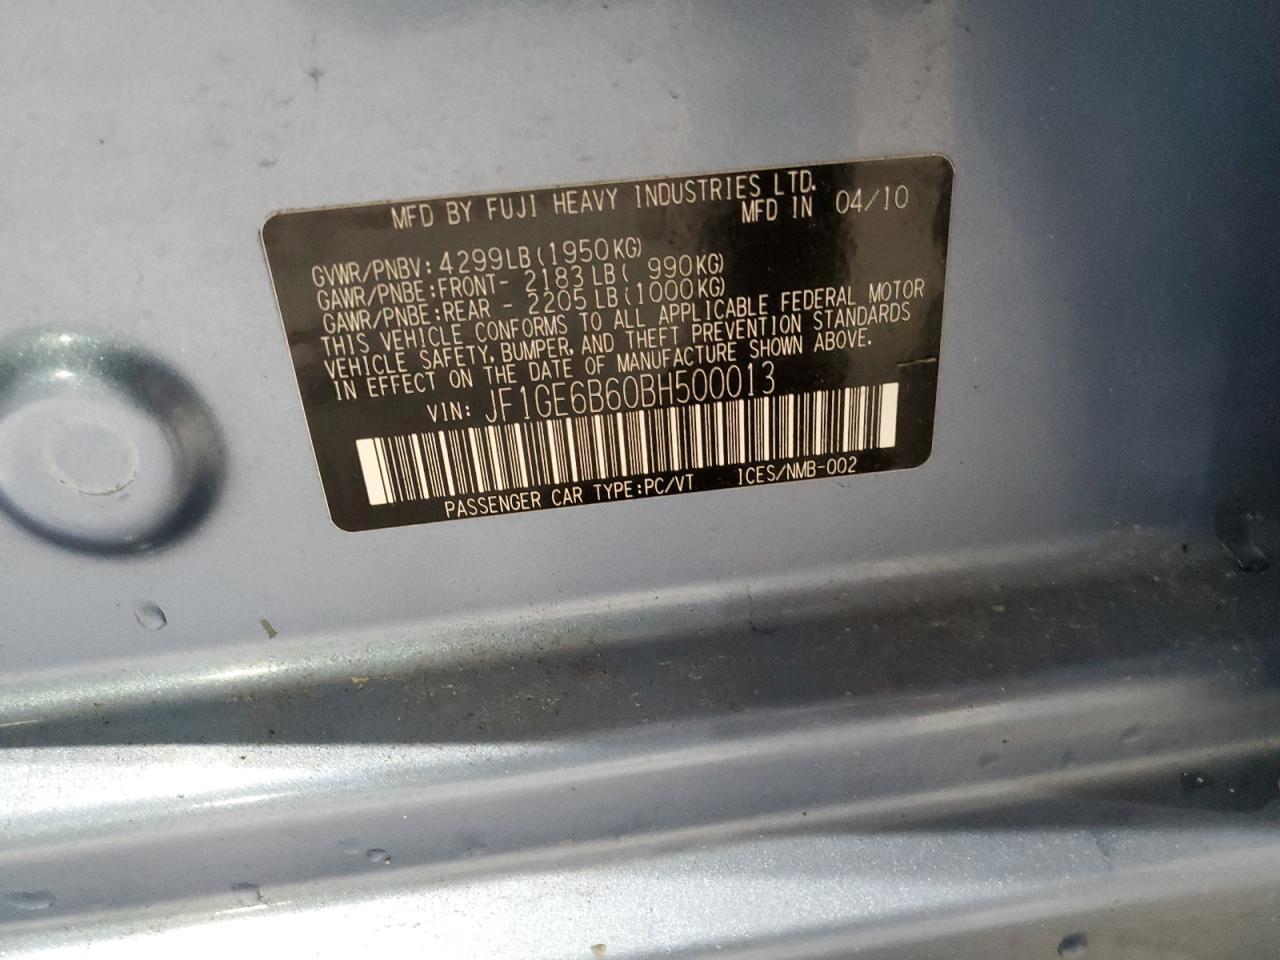 MFD BY FUJI HEAVY INDUSTRIES LTD.
MFD IN 04/10
GVWR/PNBV: 4299LB(1950KG)
GAWR/PNBE:FRONT- 2183LB( 990KG)
GAWR/PNBE:REAR - 2205LB(1000KG)
THIS VEHICLE CONFORMS TO ALL APPLICABLE FEDERAL MOTOR
VEHICLE SAFETY, BUMPER, AND THEFT PREVENTION STANDARDS
IN EFFECT ON THE DATE OF MANUFACTURE SHOWN ABOVE.
VIN: JF1GE6B60BH500013
PASSENGER CAR TYPE:PC/VT ICES/NMB-002